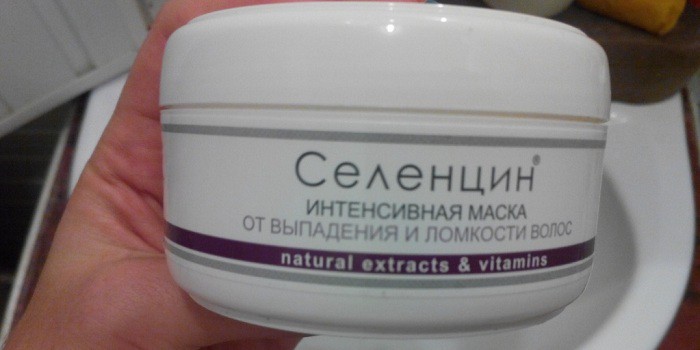 Селенцин®
ИНТЕНСИВНАЯ МАСКА
ОТ ВЫПАДЕНИЯ И ЛОМКОСТИ ВОЛОС
natural extracts & vitamins